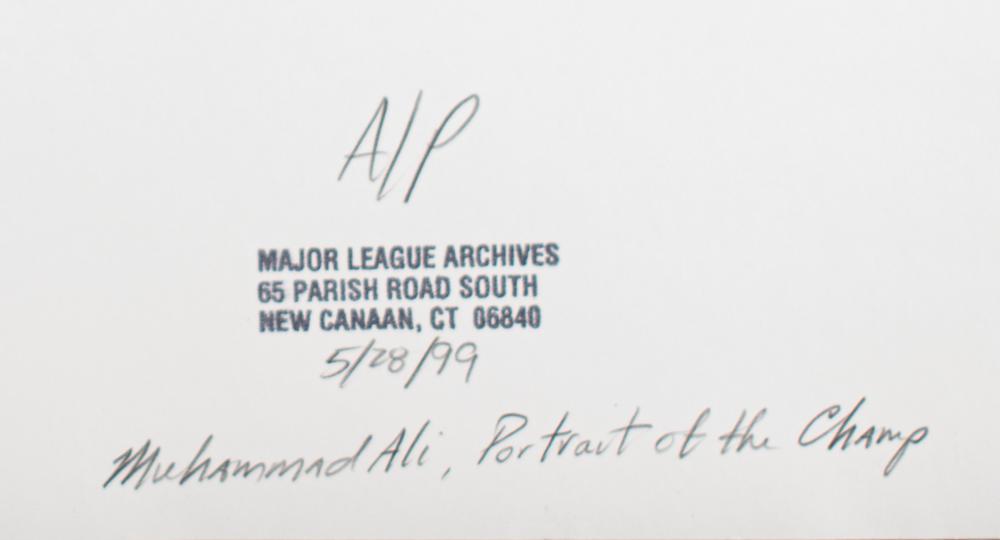 A/P
MAJOR LEAGUE ARCHIVES
65 PARISH ROAD SOUTH
NEW CANAAN, CT 06840
5/28/99
Muhammad Ali, Portrait of the Champ